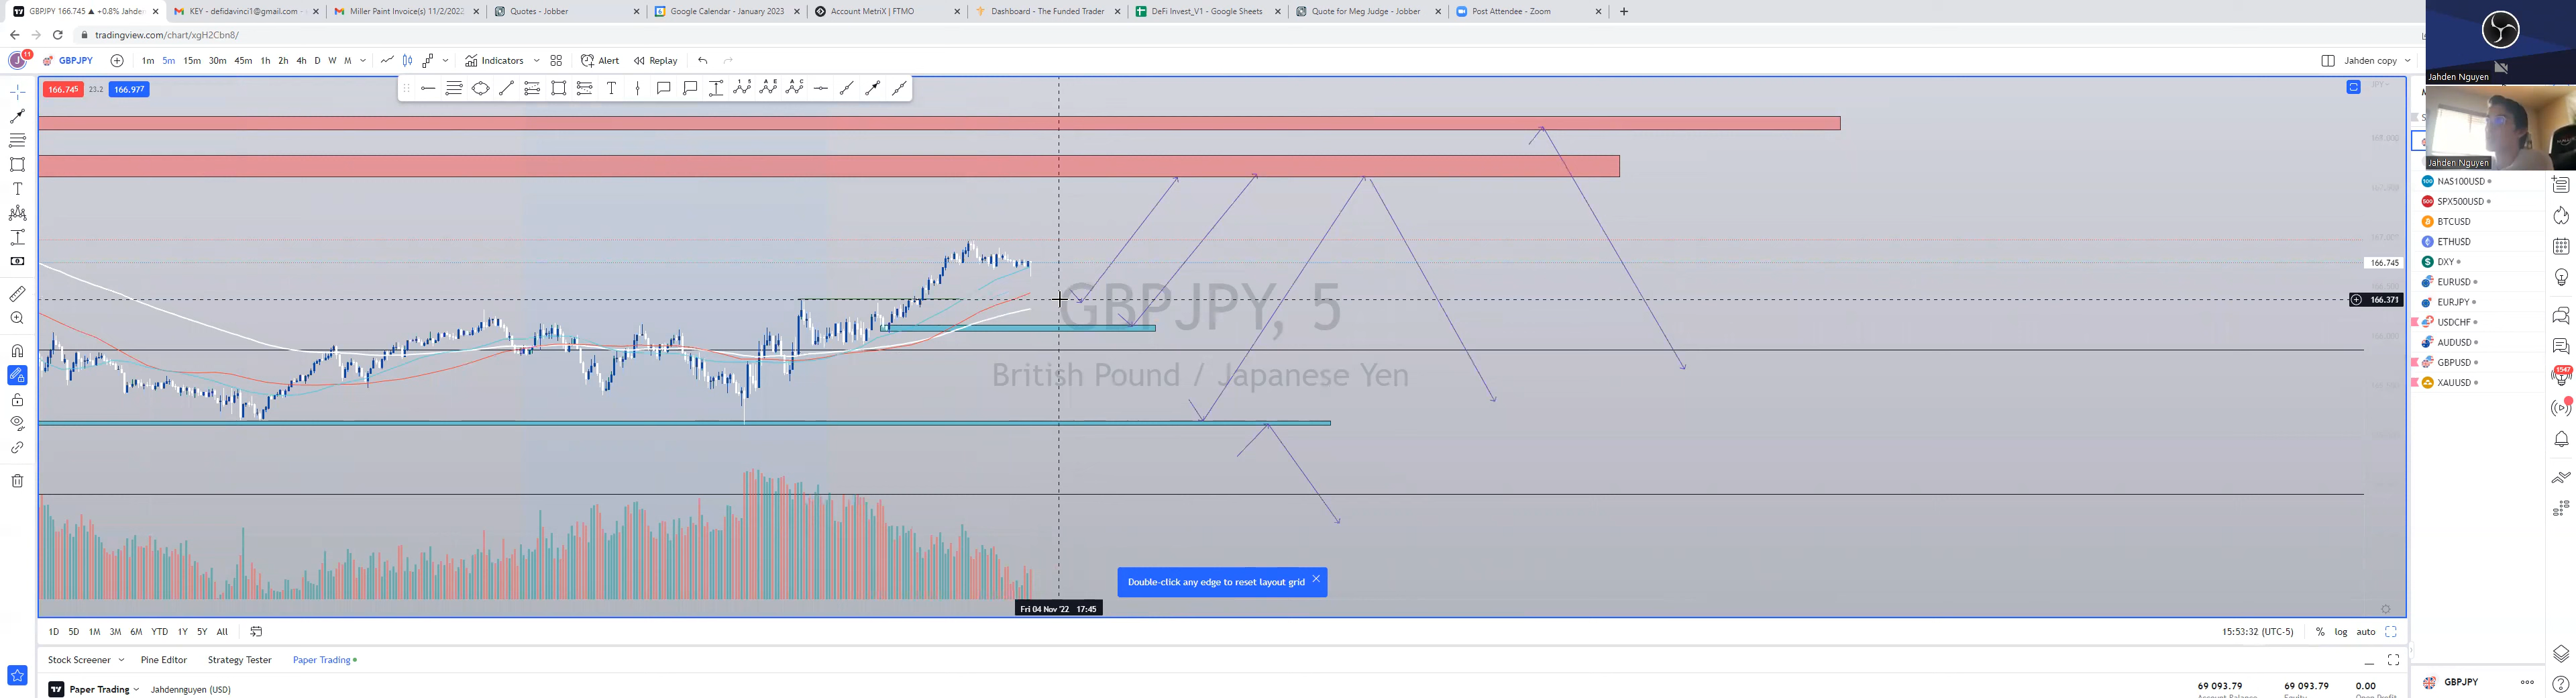 GBPJPY 166.745 ▲ +0.8% Jahden
KEY - defidavinci1@gmail.com -
Miller Paint Invoice(s) 11/2/2022
Quotes - Jobber
Google Calendar - January 2023
Account MetriX | FTMO
Dashboard - The Funded Trader
DeFi Invest_V1 - Google Sheets
Quote for Meg Judge - Jobber
Post Attendee - Zoom
tradingview.com/chart/xgH2Cbn8/
11
GBPJPY
1m 5m 15m 30m 45m 1h 2h 4h D W M
Indicators
Alert
Replay
Jahden copy
166.745 23.2 166.977
Jahden Nguyen
Jahden Nguyen
NAS100USD
SPX500USD
BTCUSD
ETHUSD
DXY
EURUSD
EURJPY
USDCHF
AUDUSD
GBPUSD
XAUUSD
166.745
166.371
GBPJPY, 5
British Pound / Japanese Yen
1547
Double-click any edge to reset layout grid
Fri 04 Nov '22 17:45
1D 5D 1M 3M 6M YTD 1Y 5Y All
15:53:32 (UTC-5) % log auto
Stock Screener
Pine Editor
Strategy Tester
Paper Trading
Paper Trading
Jahdennguyen (USD)
69 093.79 69 093.79 0.00
GBPJPY